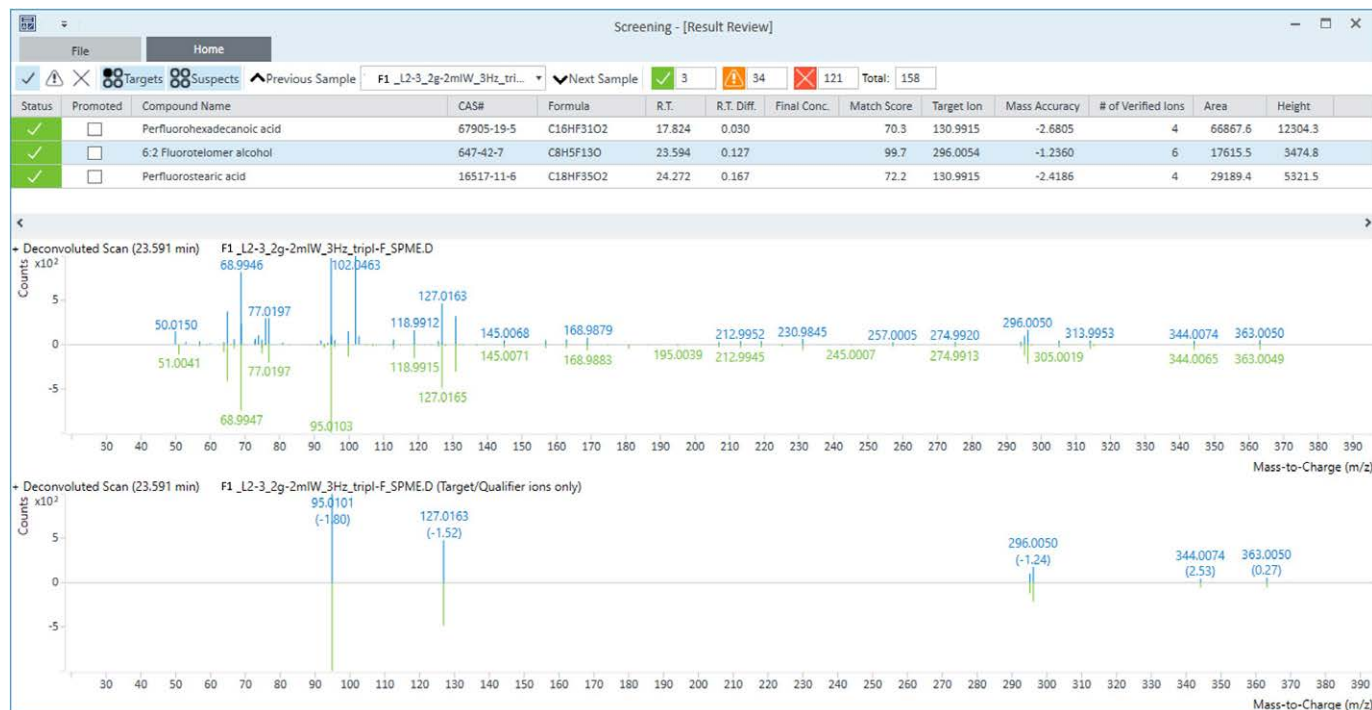 Screening - [Result Review]
File Home
Targets Suspects Previous Sample F1 _L2-3_2g-2mlW_3Hz_tri... Next Sample 3 34 121 Total: 158
Status Promoted Compound Name CAS# Formula R.T. R.T. Diff. Final Conc. Match Score Target Ion Mass Accuracy # of Verified Ions Area Height
Perfluorohexadecanoic acid 67905-19-5 C16HF31O2 17.824 0.030 70.3 130.9915 -2.6805 4 66867.6 12304.3
6:2 Fluorotelomer alcohol 647-42-7 C8H5F13O 23.594 0.127 99.7 296.0054 -1.2360 6 17615.5 3474.8
Perfluorostearic acid 16517-11-6 C18HF35O2 24.272 0.167 72.2 130.9915 -2.4186 4 29189.4 5321.5
+ Deconvoluted Scan (23.591 min) F1 _L2-3_2g-2mlW_3Hz_tripl-F_SPME.D
Counts x10²
68.9946 102.0463
5
50.0150 77.0197 118.9912 127.0163 145.0068 168.9879 212.9952 230.9845 257.0005 274.9920 296.0050 313.9953 344.0074 363.0050
0
51.0041 77.0197 118.9915 145.0071 168.9883 195.0039 212.9945 245.0007 274.9913 305.0019 344.0065 363.0049
-5
68.9947 95.0103 127.0165
30 40 50 60 70 80 90 100 110 120 130 140 150 160 170 180 190 200 210 220 230 240 250 260 270 280 290 300 310 320 330 340 350 360 370 380 390
Mass-to-Charge (m/z)
+ Deconvoluted Scan (23.591 min) F1 _L2-3_2g-2mlW_3Hz_tripl-F_SPME.D (Target/Qualifier ions only)
Counts x10²
95.0101 127.0163
(-1.80) (-1.52)
5
296.0050 344.0074 363.0050
(-1.24) (2.53) (0.27)
0
-5
30 40 50 60 70 80 90 100 110 120 130 140 150 160 170 180 190 200 210 220 230 240 250 260 270 280 290 300 310 320 330 340 350 360 370 380 390
Mass-to-Charge (m/z)